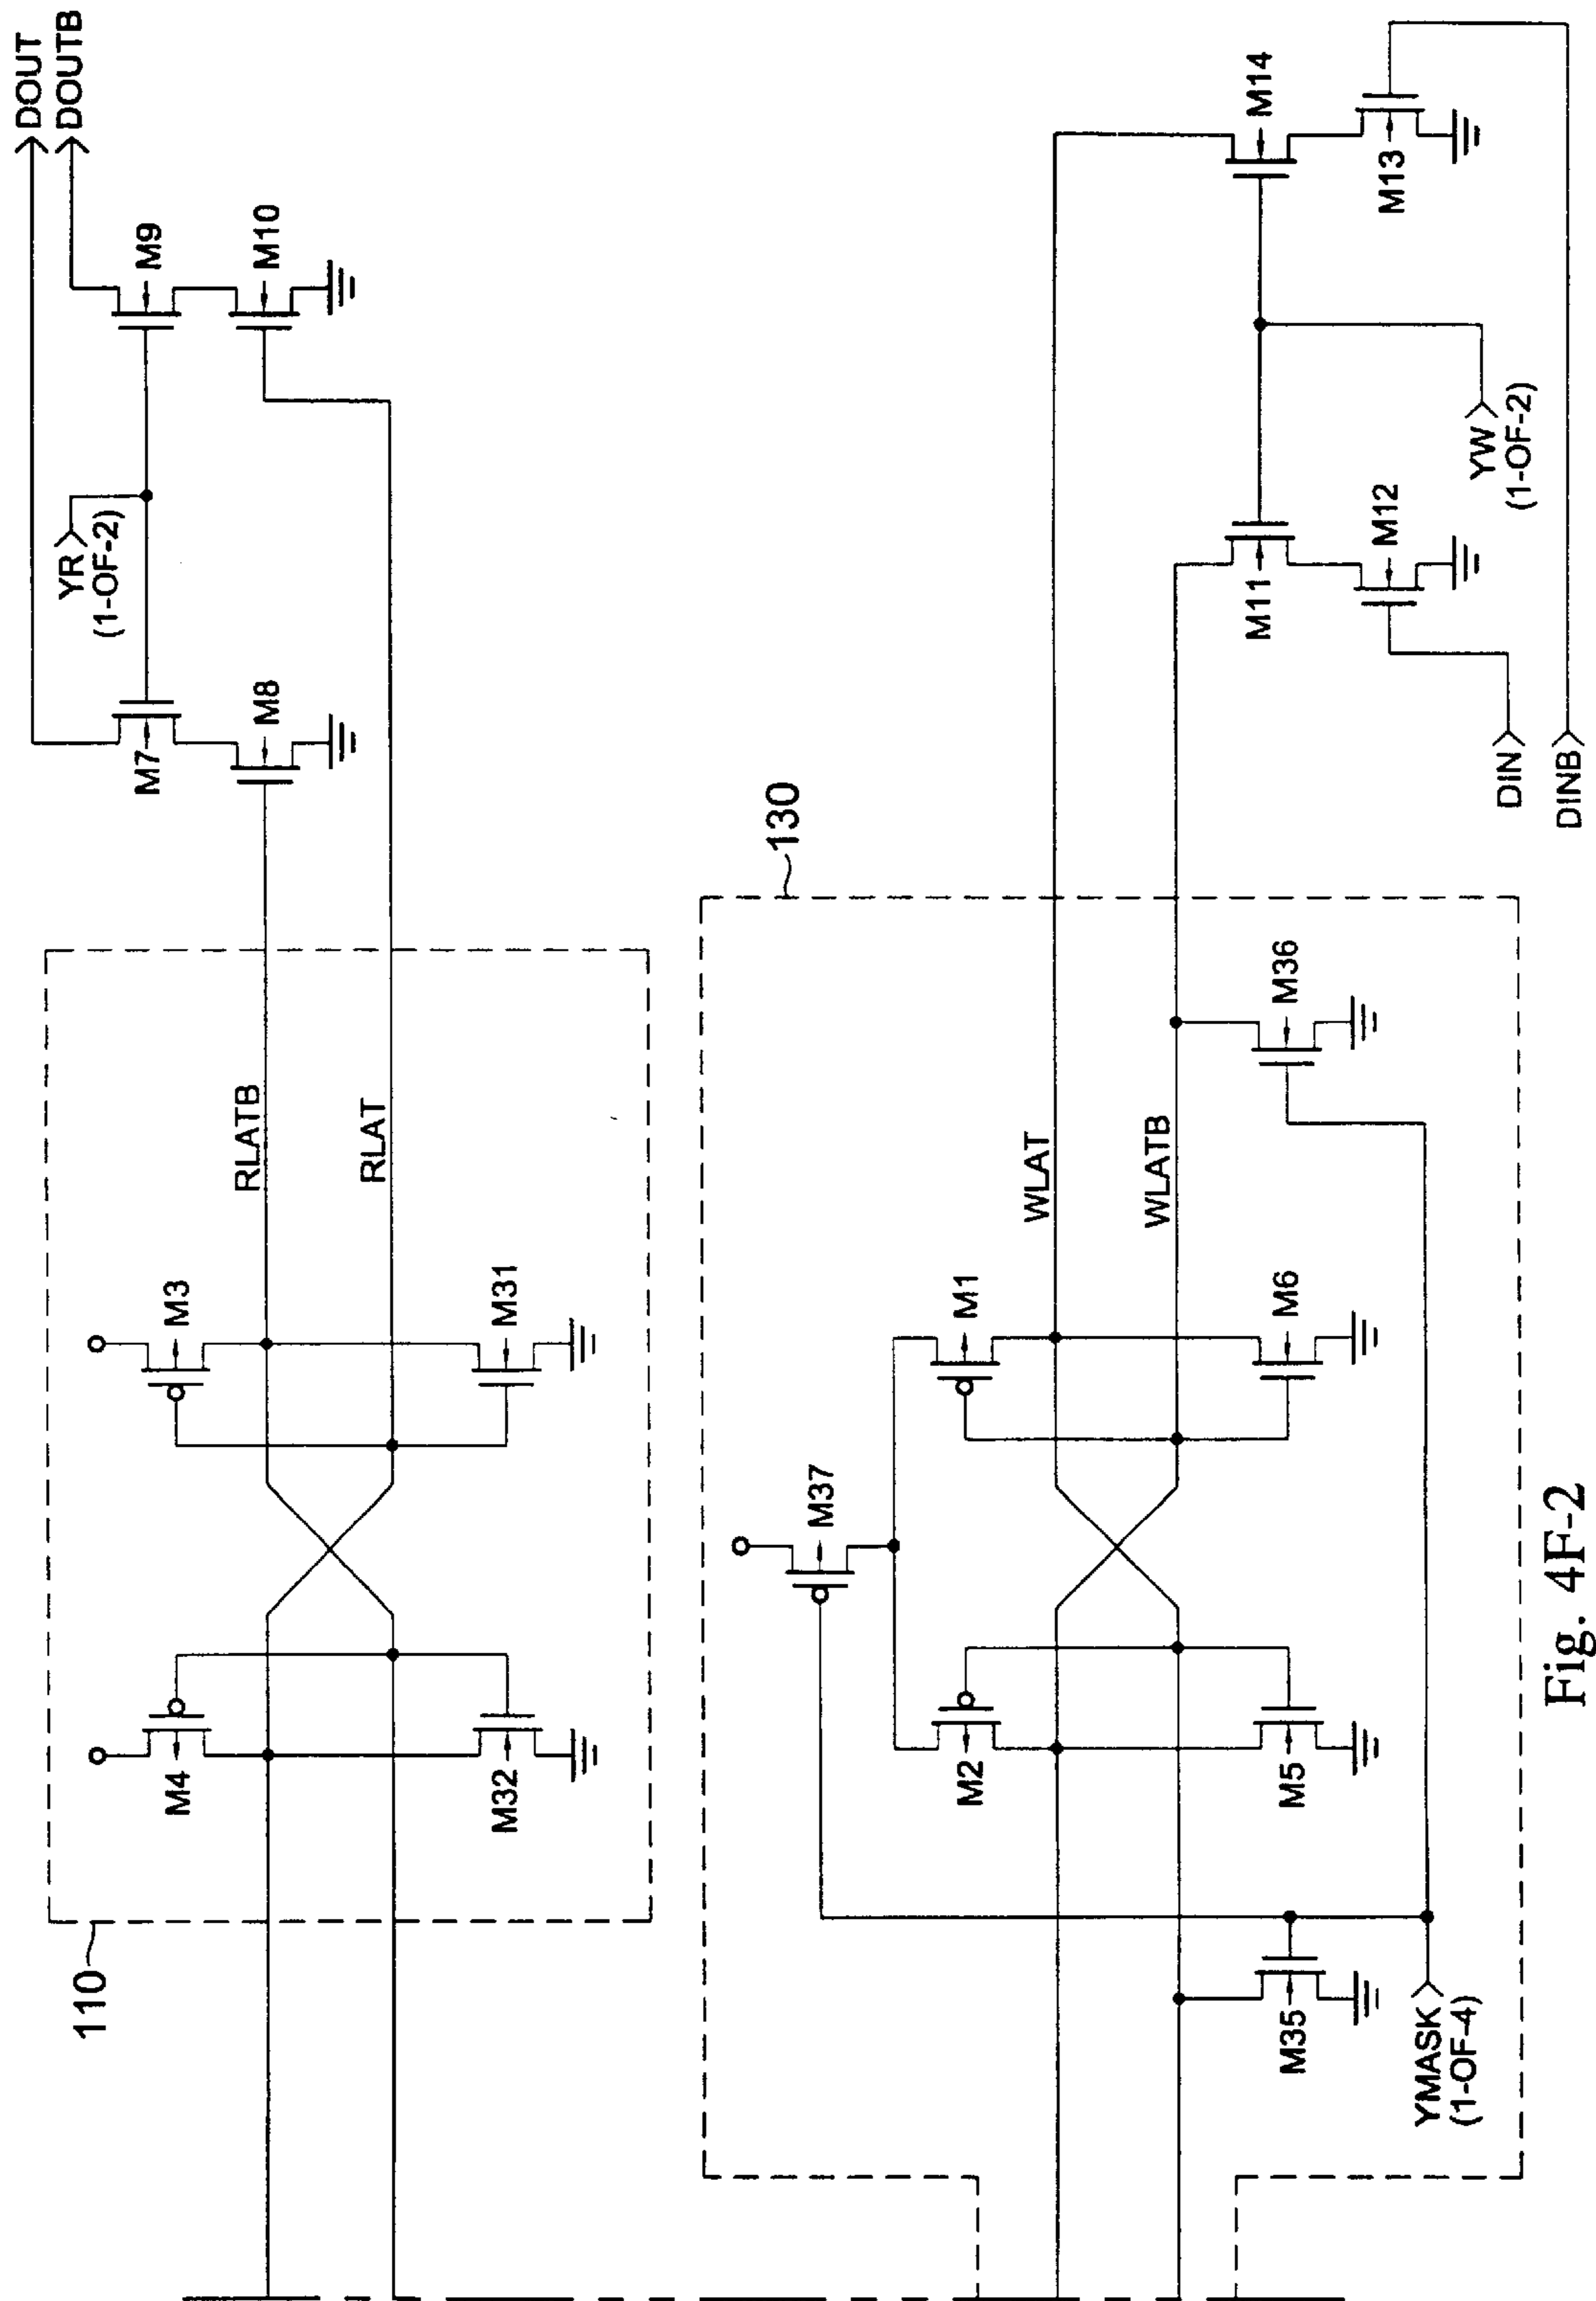 DOUT
DOUTB
YR
(1-OF-2)
M7
M8
M9
M10
110
M4
M3
M32
M31
RLATB
RLAT
130
M37
M2
M1
M5
M6
M35
M36
WLAT
WLATB
YMASK
(1-OF-4)
M11
M12
M14
M13
YW
(1-OF-2)
DIN
DINB
Fig. 4F-2